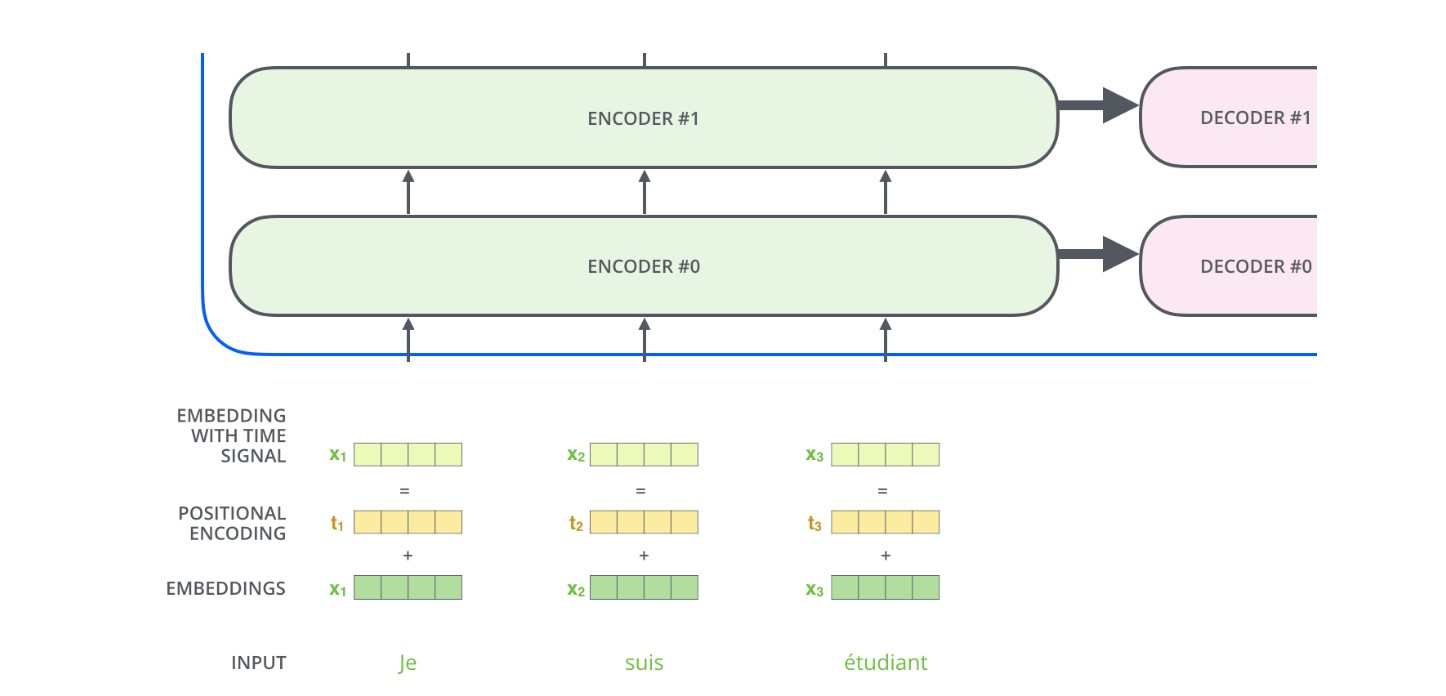 ENCODER #1
DECODER #1
ENCODER #0
DECODER #0
EMBEDDING
WITH TIME
SIGNAL
x₁ x₂ x₃
= = =
POSITIONAL
ENCODING
t₁ t₂ t₃
+ + +
EMBEDDINGS x₁ x₂ x₃
INPUT Je suis étudiant